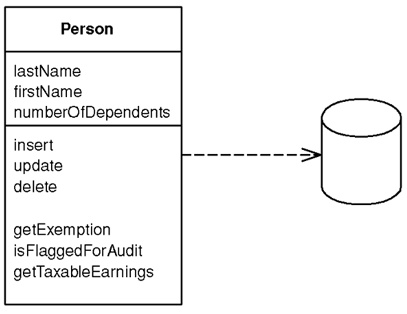 Person
lastName
firstName
numberOfDependents
insert
update
delete
getExemption
isFlaggedForAudit
getTaxableEarnings